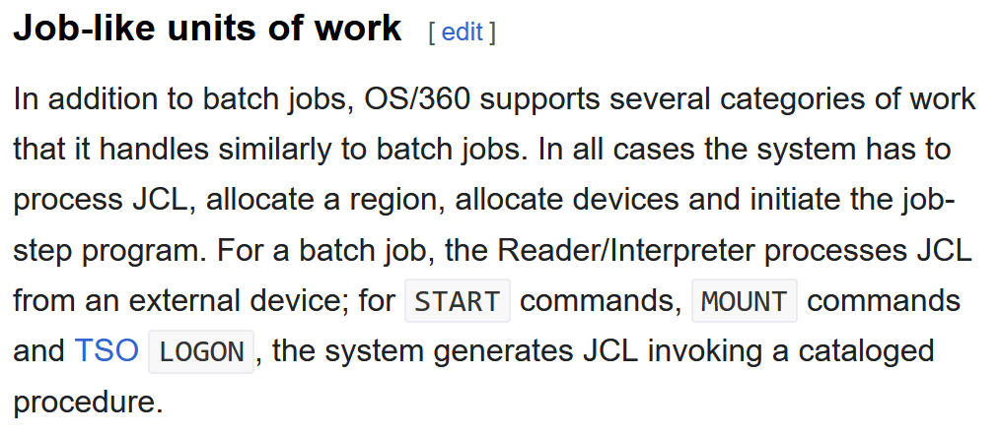 Job-like units of work [ edit ]
In addition to batch jobs, OS/360 supports several categories of work
that it handles similarly to batch jobs. In all cases the system has to
process JCL, allocate a region, allocate devices and initiate the job-
step program. For a batch job, the Reader/Interpreter processes JCL
from an external device; for START commands, MOUNT commands
and TSO LOGON, the system generates JCL invoking a cataloged
procedure.